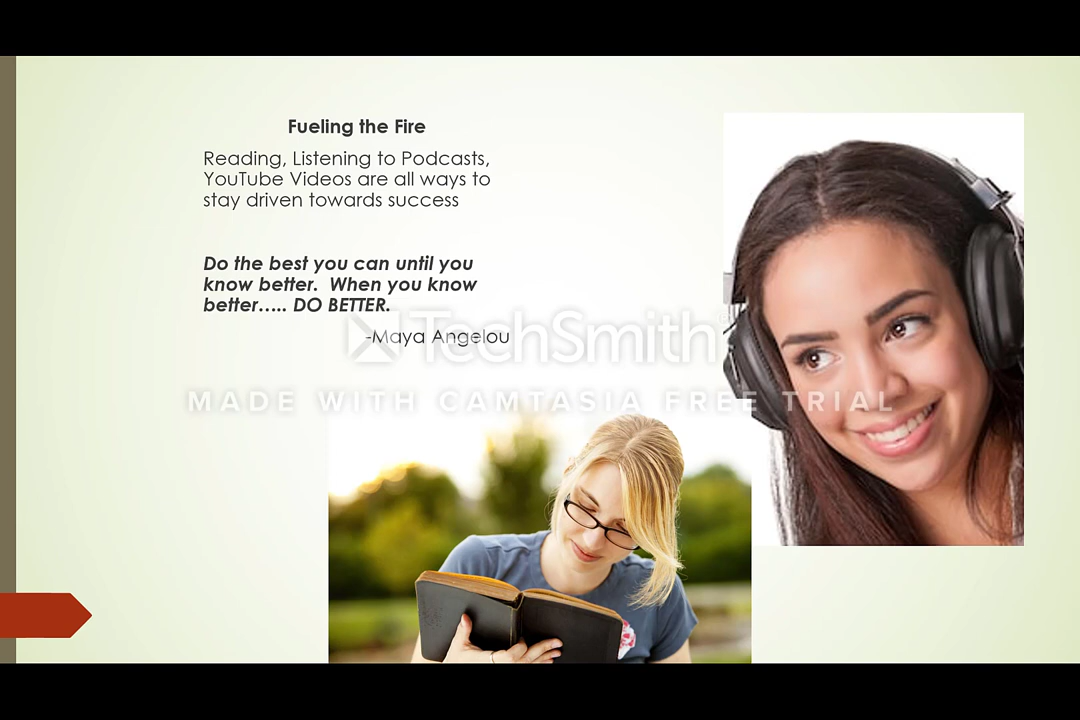 Fueling the Fire
Reading, Listening to Podcasts,
YouTube Videos are all ways to
stay driven towards success
Do the best you can until you
know better.  When you know
better..... DO BETTER.
-Maya Angelou
TechSmith
MADE WITH CAMTASIA FREE TRIAL